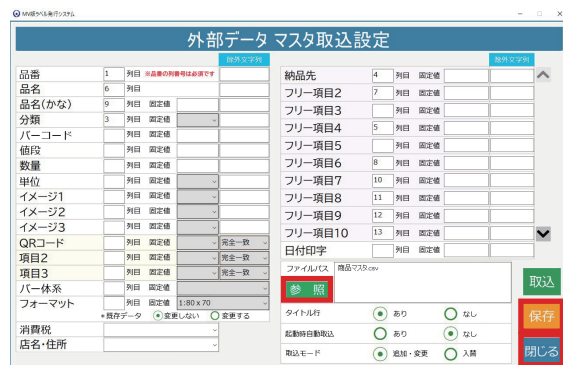 MV版ラベル発行システム
外部データ マスタ取込設定
除外文字列
品番 1 列目 ※品番の列番号は必須です
品名 6 列目
品名(かな) 9 列目 固定値
分類 3 列目 固定値
バーコード 列目 固定値
値段 列目 固定値
数量 列目 固定値
単位 列目 固定値
イメージ1 列目 固定値
イメージ2 列目 固定値
イメージ3 列目 固定値
QRコード 列目 固定値 完全一致
項目2 列目 固定値 完全一致
項目3 列目 固定値 完全一致
バー体系 列目 固定値
フォーマット 列目 固定値 1:80 x 70
*既存データ 変更しない 変更する
消費税
店名・住所
除外文字列
納品先 4 列目 固定値
フリー項目2 7 列目 固定値
フリー項目3 列目 固定値
フリー項目4 5 列目 固定値
フリー項目5 列目 固定値
フリー項目6 8 列目 固定値
フリー項目7 10 列目 固定値
フリー項目8 11 列目 固定値
フリー項目9 12 列目 固定値
フリー項目10 13 列目 固定値
日付印字 列目 固定値
ファイルパス 商品マスタ.csv
参 照
タイトル行 あり なし
起動時自動取込 あり なし
取込モード 追加・変更 入替
取込
保存
閉じる